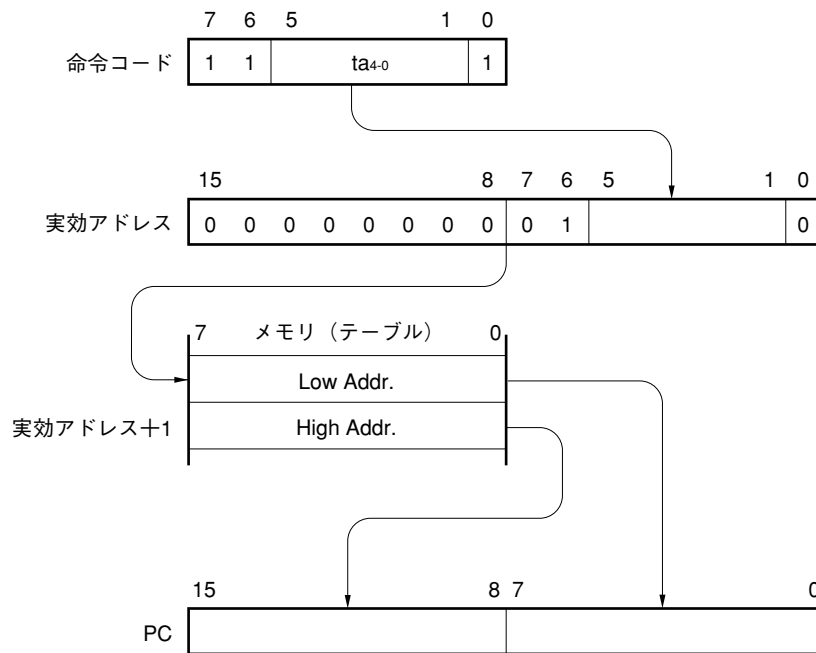 7 6 5 1 0
命令コード 1 1 ta4-0 1
15 8 7 6 5 1 0
実効アドレス 0 0 0 0 0 0 0 0 0 1 0
7 メモリ（テーブル） 0
Low Addr.
実効アドレス＋1 High Addr.
15 8 7 0
PC